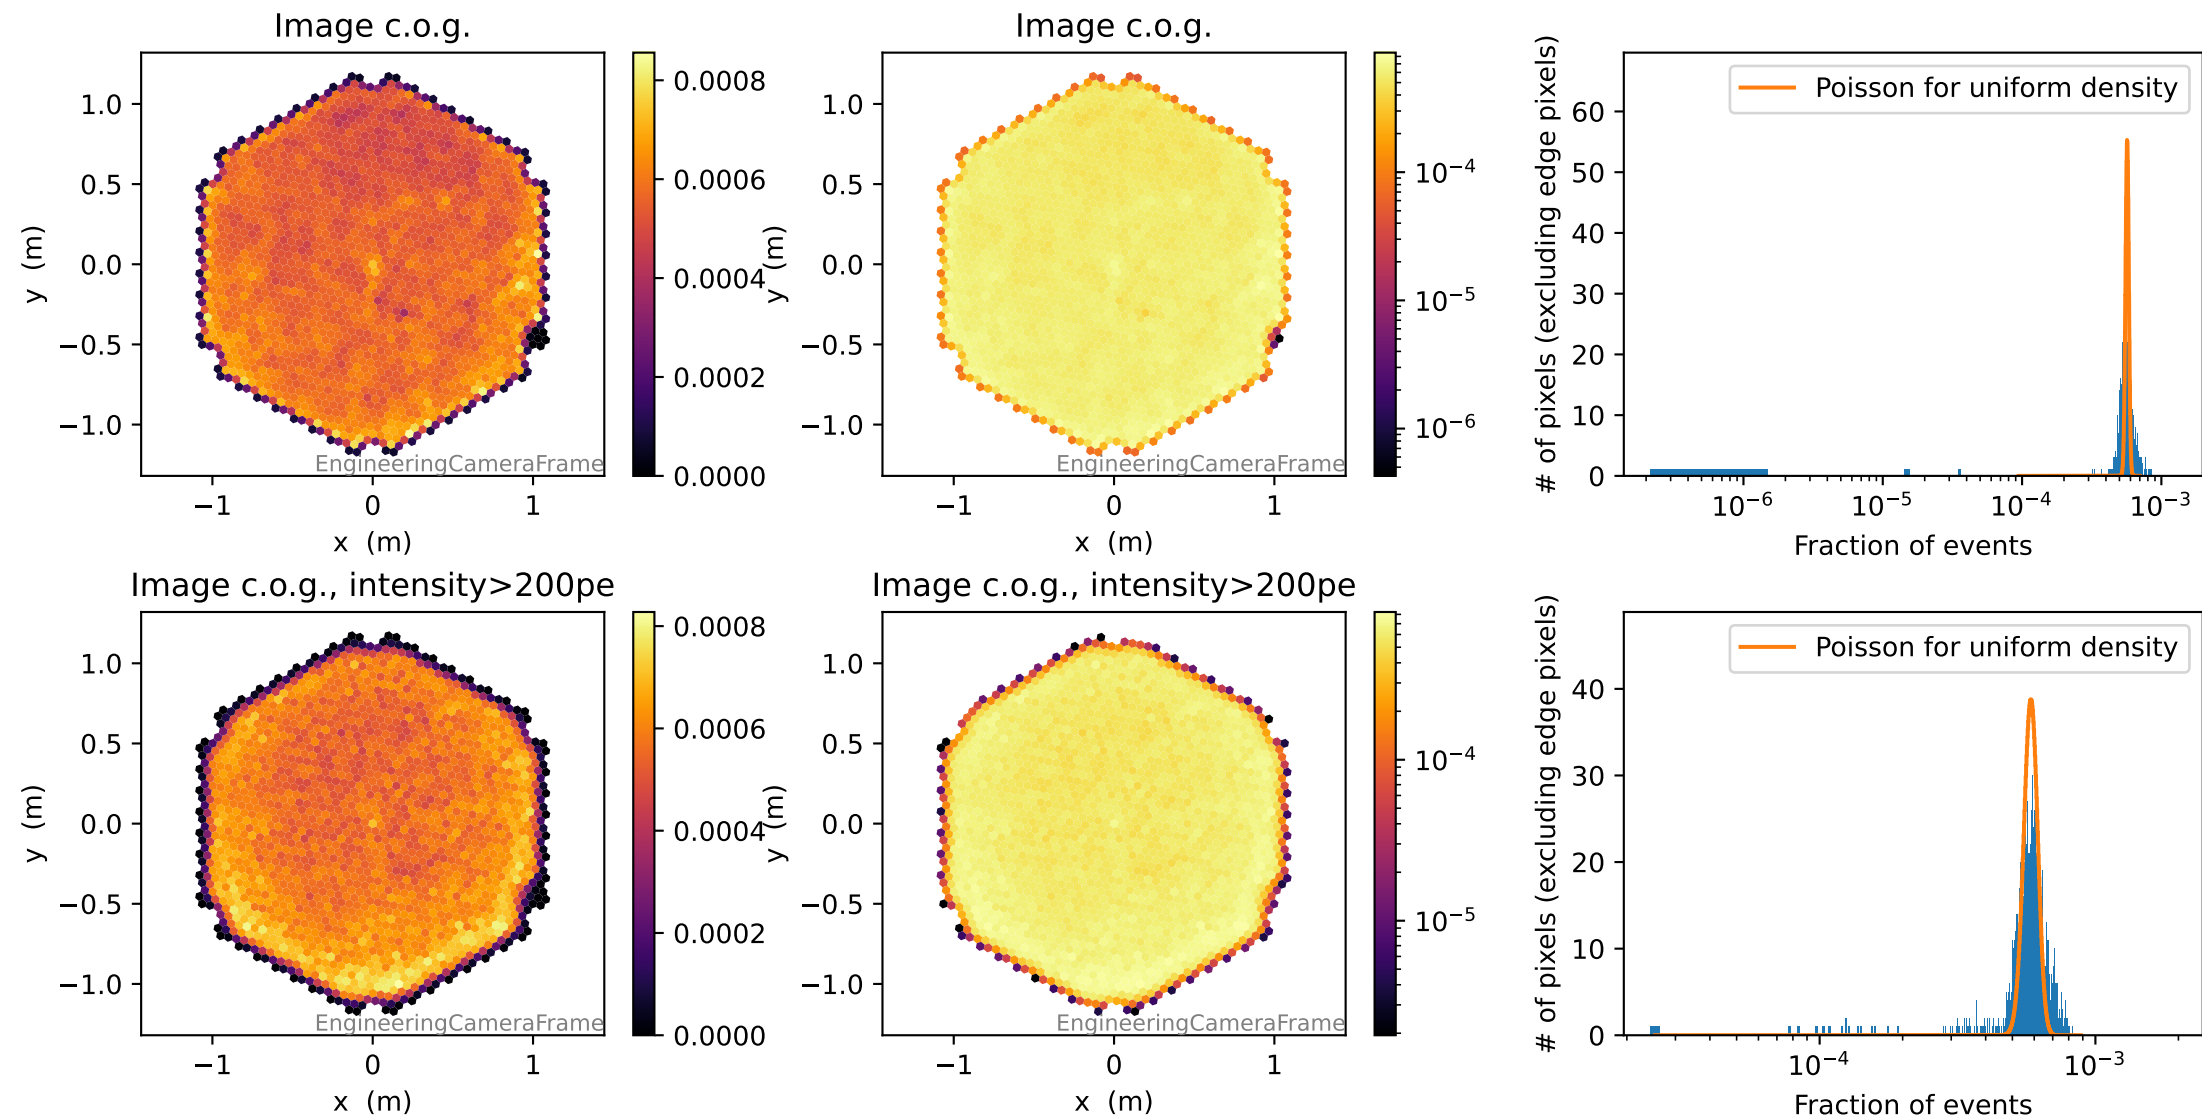 Image c.o.g.
1.0
0.5
0.0
−0.5
−1.0
y (m)
−1
0
1
x (m)
EngineeringCameraFrame
0.0008
0.0006
0.0004
0.0002
0.0000
Image c.o.g.
1.0
0.5
0.0
−0.5
−1.0
y (m)
−1
0
1
x (m)
EngineeringCameraFrame
10⁻⁴
10⁻⁵
10⁻⁶
Poisson for uniform density
60
50
40
30
20
10
0
# of pixels (excluding edge pixels)
10⁻⁶
10⁻⁵
10⁻⁴
10⁻³
Fraction of events
Image c.o.g., intensity>200pe
1.0
0.5
0.0
−0.5
−1.0
y (m)
−1
0
1
x (m)
EngineeringCameraFrame
0.0008
0.0006
0.0004
0.0002
0.0000
Image c.o.g., intensity>200pe
1.0
0.5
0.0
−0.5
−1.0
y (m)
−1
0
1
x (m)
EngineeringCameraFrame
10⁻⁴
10⁻⁵
Poisson for uniform density
40
30
20
10
0
# of pixels (excluding edge pixels)
10⁻⁴
10⁻³
Fraction of events